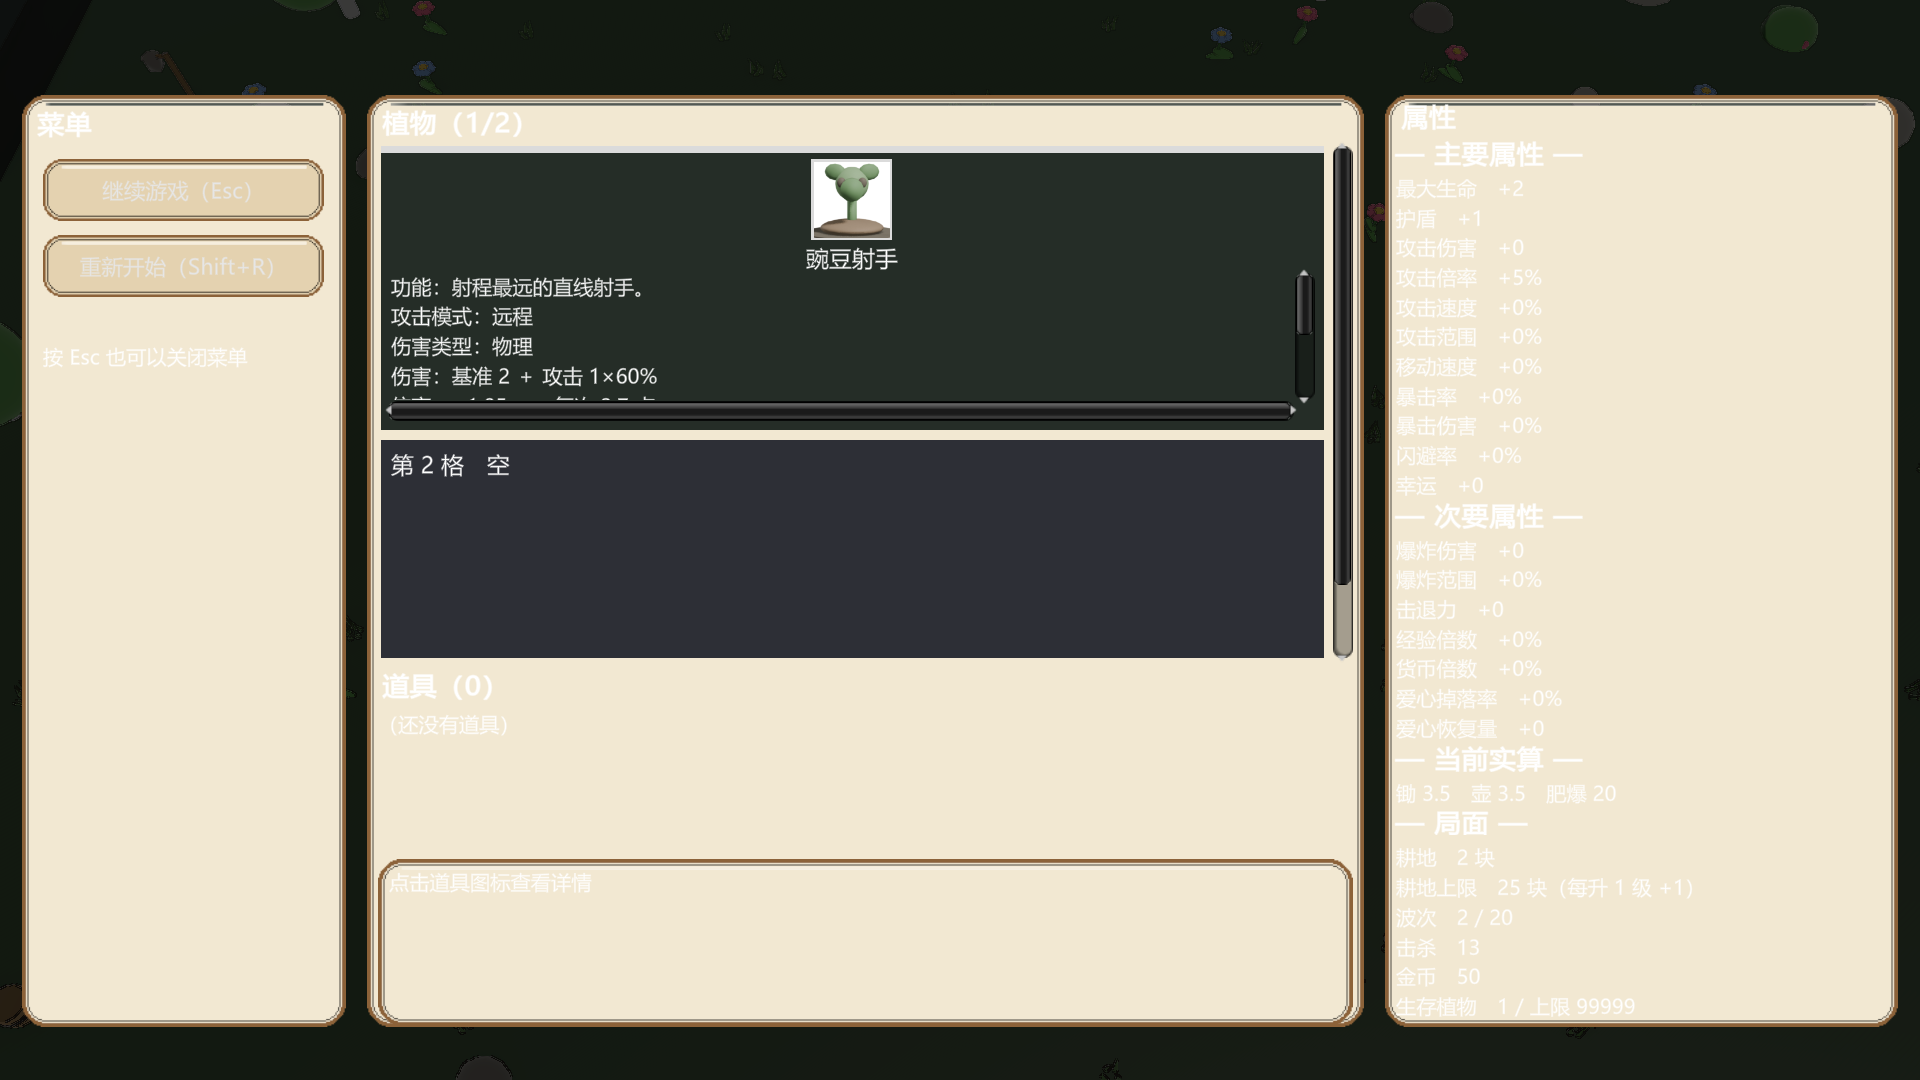 菜单
继续游戏（Esc）
重新开始（Shift+R）
按 Esc 也可以关闭菜单
植物（1/2）
豌豆射手
功能：射程最远的直线射手。
攻击模式：远程
伤害类型：物理
伤害：基准 2 + 攻击 1×60%
第 2 格　空
道具（0）
（还没有道具）
点击道具图标查看详情
属性
— 主要属性 —
最大生命　+2
护盾　+1
攻击伤害　+0
攻击倍率　+5%
攻击速度　+0%
攻击范围　+0%
移动速度　+0%
暴击率　+0%
暴击伤害　+0%
闪避率　+0%
幸运　+0
— 次要属性 —
爆炸伤害　+0
爆炸范围　+0%
击退力　+0
经验倍数　+0%
货币倍数　+0%
爱心掉落率　+0%
爱心恢复量　+0
— 当前实算 —
锄 3.5　壶 3.5　肥爆 20
— 局面 —
耕地　2 块
耕地上限　25 块（每升 1 级 +1）
波次　2 / 20
击杀　13
金币　50
生存植物　1 / 上限 99999